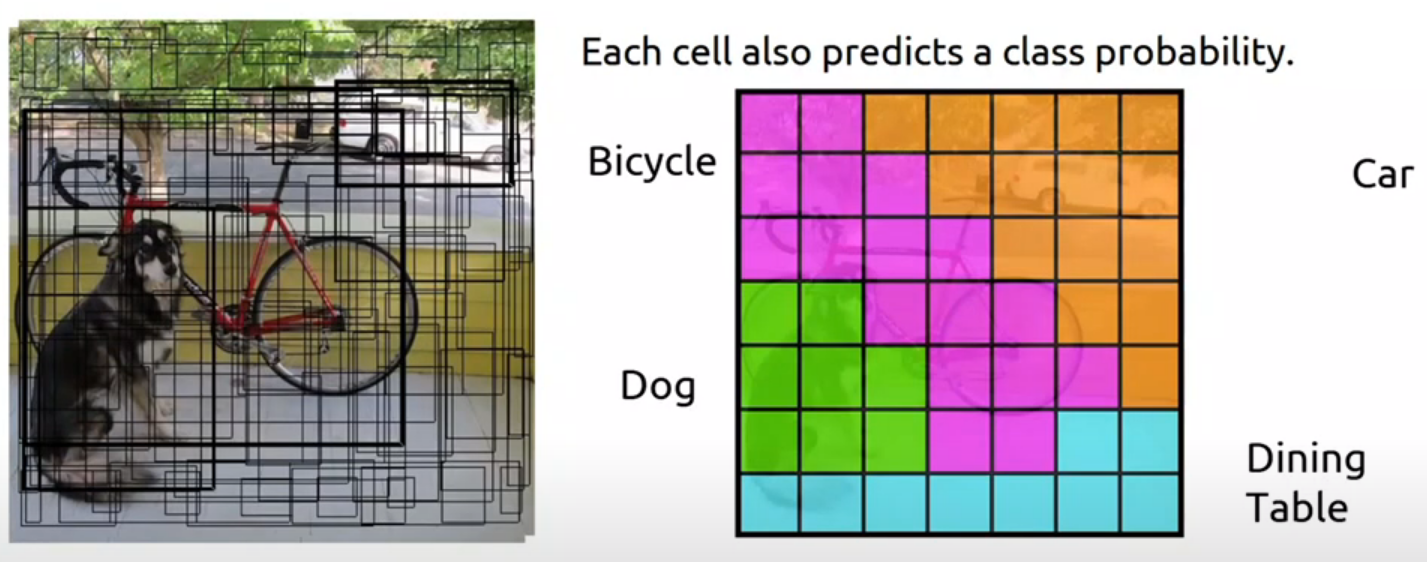 Each cell also predicts a class probability.
Bicycle
Car
Dog
Dining
Table